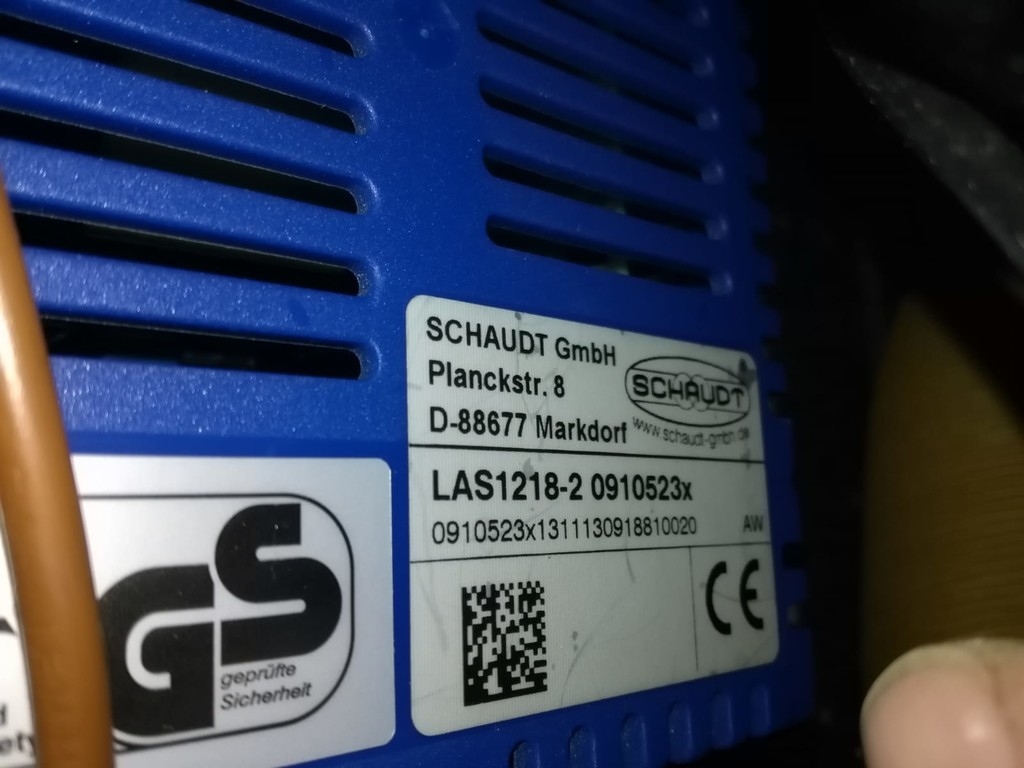 SCHAUDT GmbH
Planckstr. 8
D-88677 Markdorf
SCHAUDT
www.schaudt-gmbh.de
LAS1218-2 0910523x
0910523x1311130918810020 AW
CE
GS
geprüfte
Sicherheit